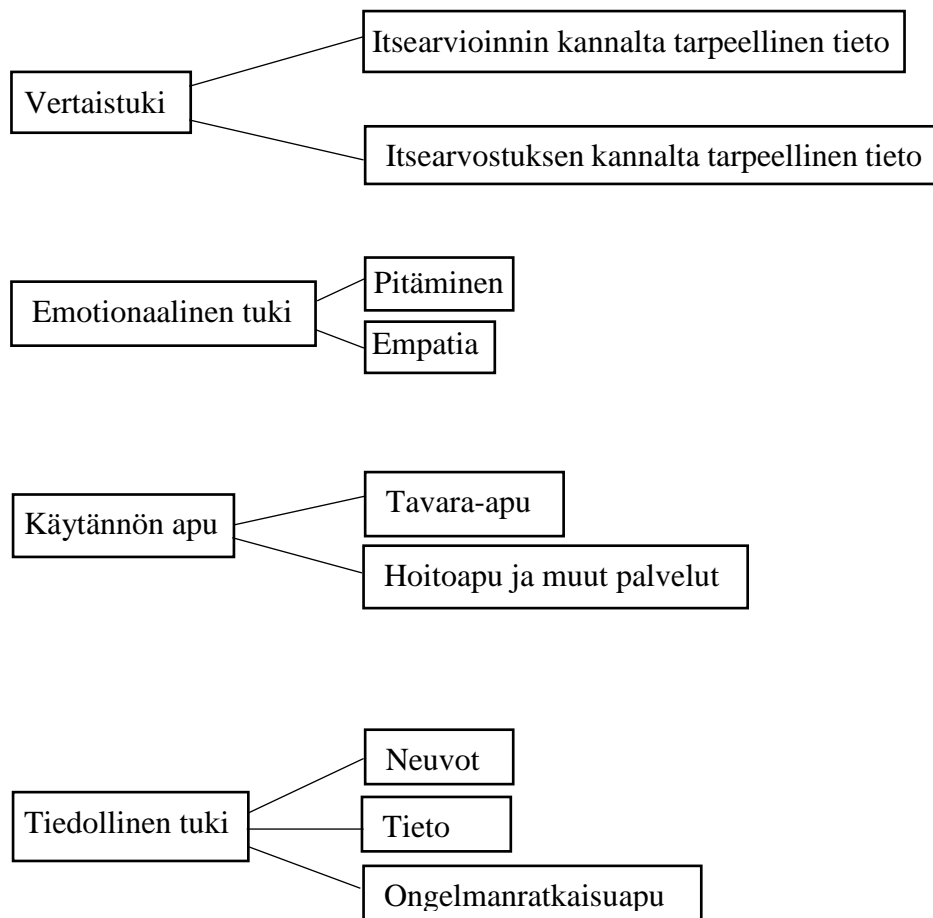 Itsearvioinnin kannalta tarpeellinen tieto
Vertaistuki
Itsearvostuksen kannalta tarpeellinen tieto
Pitäminen
Emotionaalinen tuki
Empatia
Tavara-apu
Käytännön apu
Hoitoapu ja muut palvelut
Neuvot
Tiedollinen tuki
Tieto
Ongelmanratkaisuapu